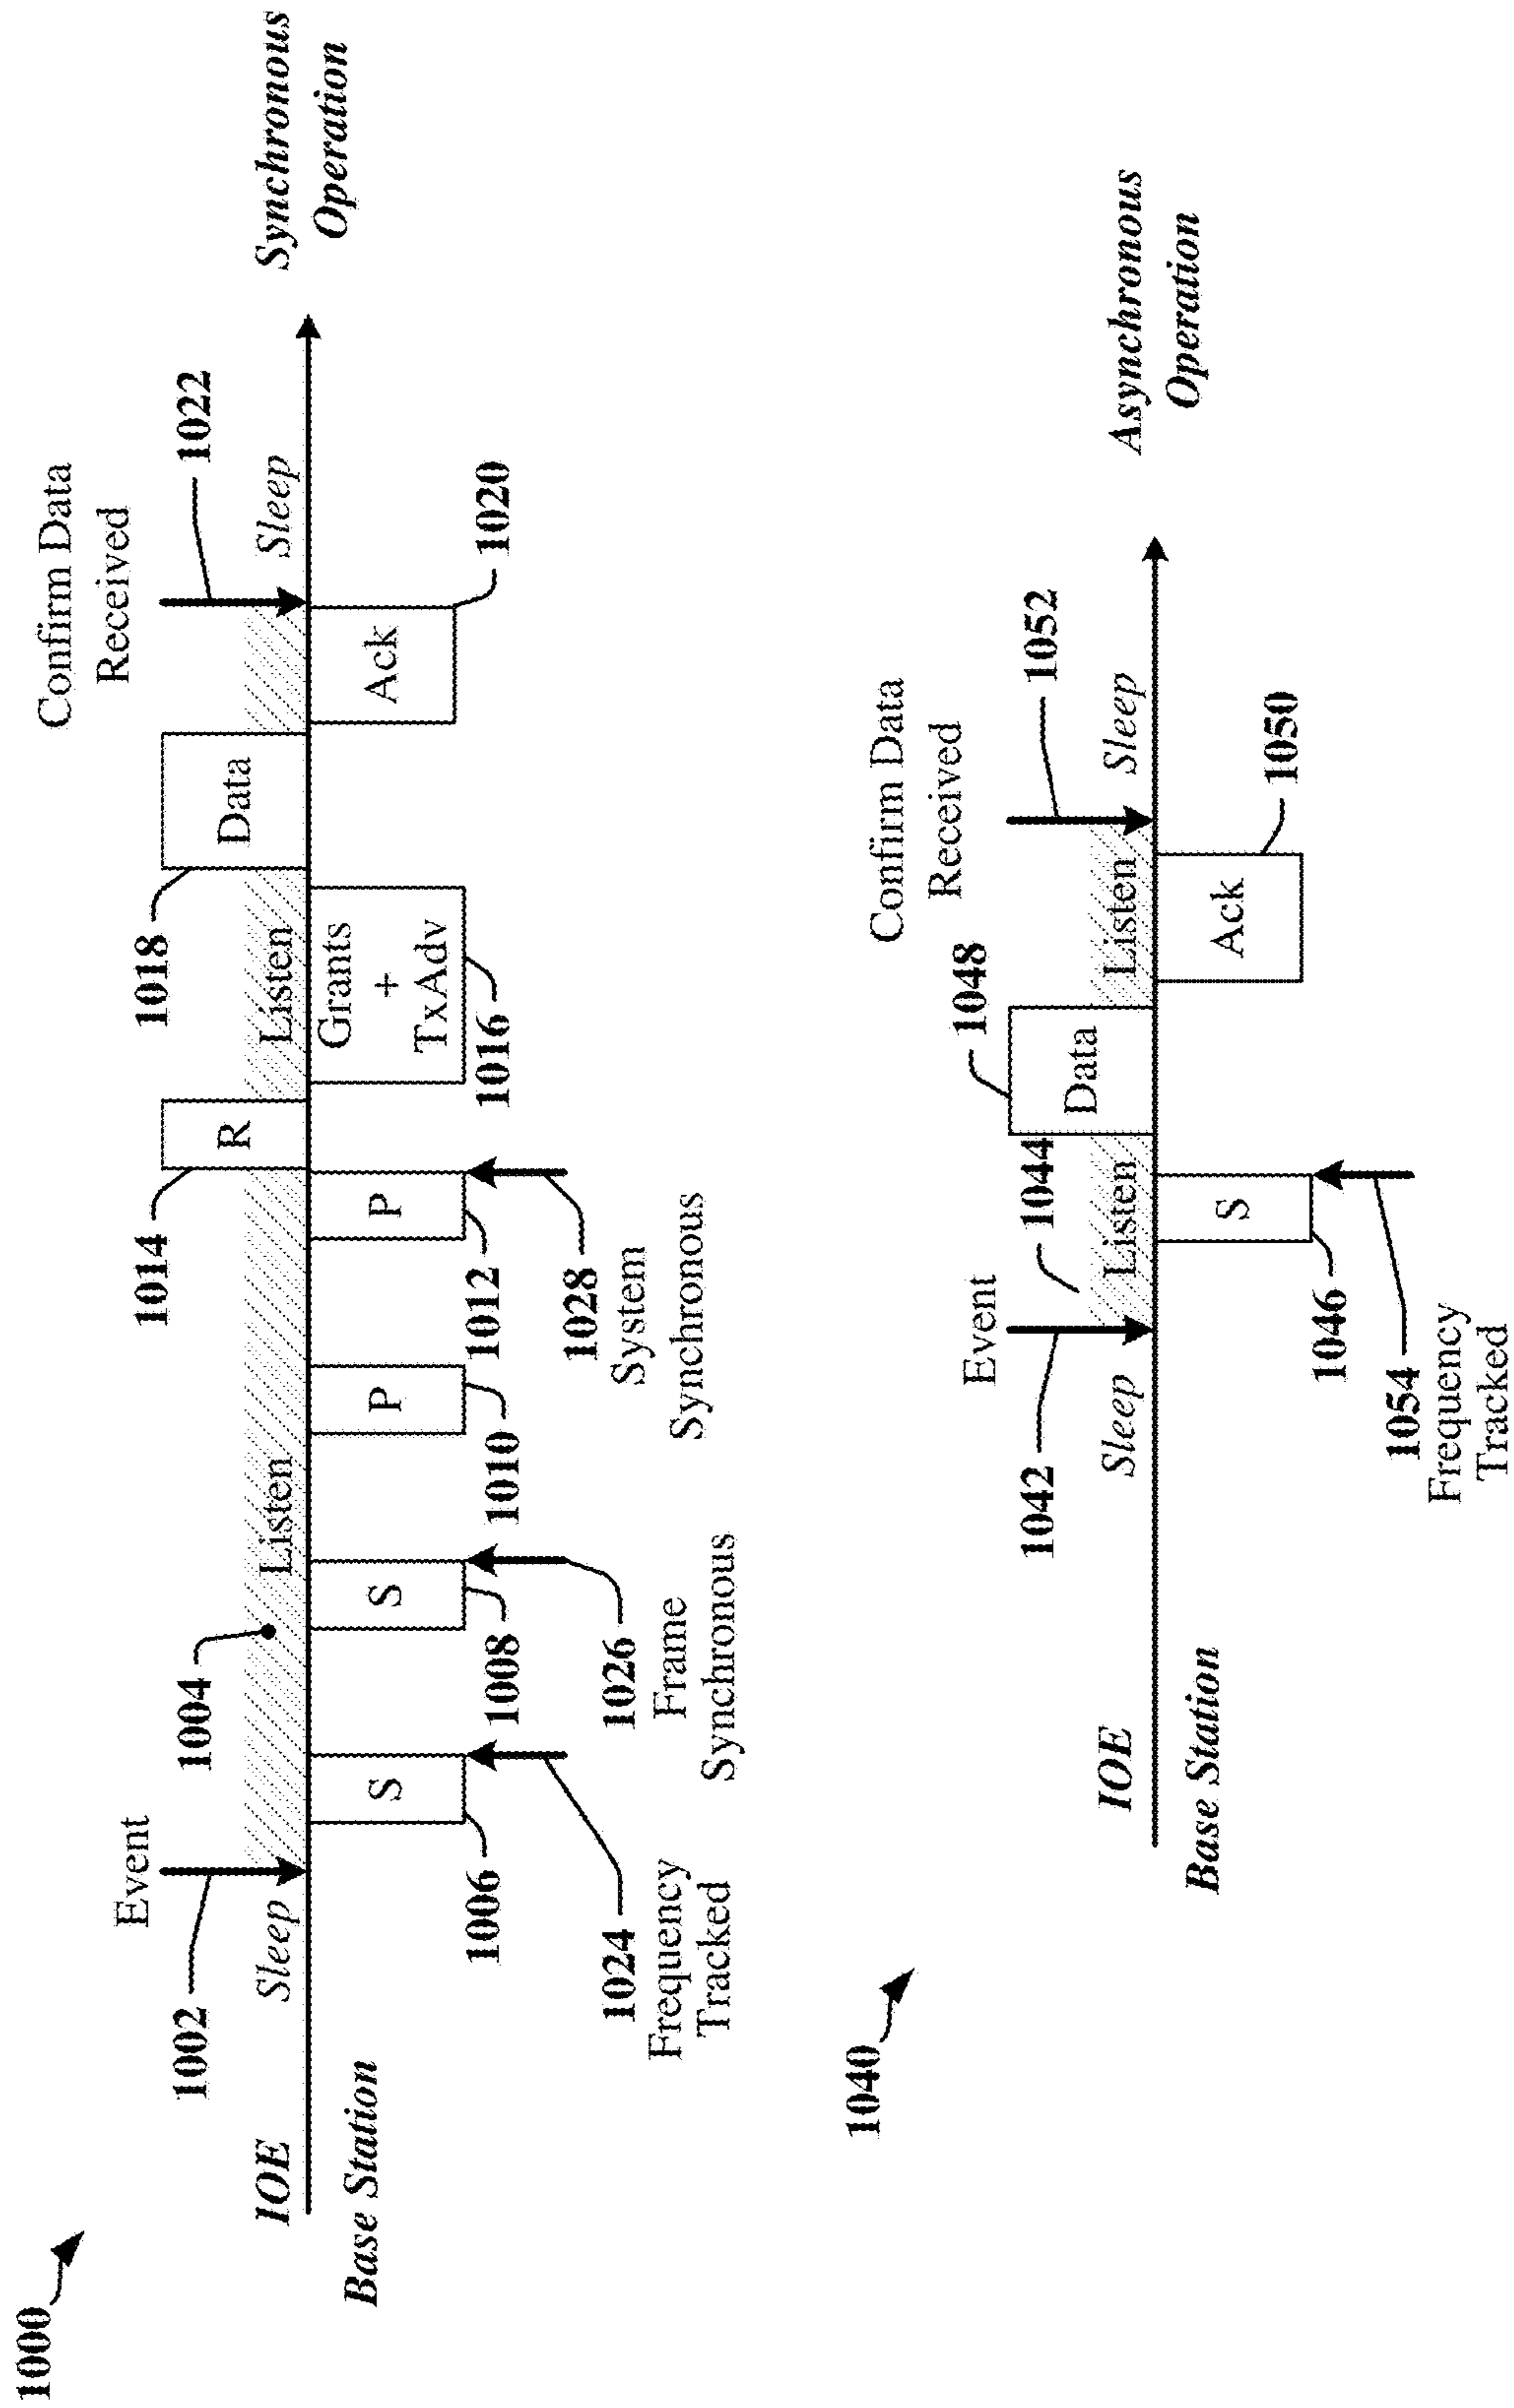 1000
Confirm Data
Received
Event
1002
1004
1014
1018
1022
IOE
Sleep
Listen
R
Listen
Data
Sleep
Synchronous
Operation
Base Station
S
S
P
P
Grants
+
TxAdv
Ack
1006
1008
1010
1012
1016
1020
1024
Frequency
Tracked
1026
Frame
Synchronous
1028
System
Synchronous
1040
Confirm Data
Received
Event
1042
1044
1048
1052
IOE
Sleep
Listen
Data
Listen
Sleep
Asynchronous
Operation
Base Station
S
Ack
1046
1050
1054
Frequency
Tracked